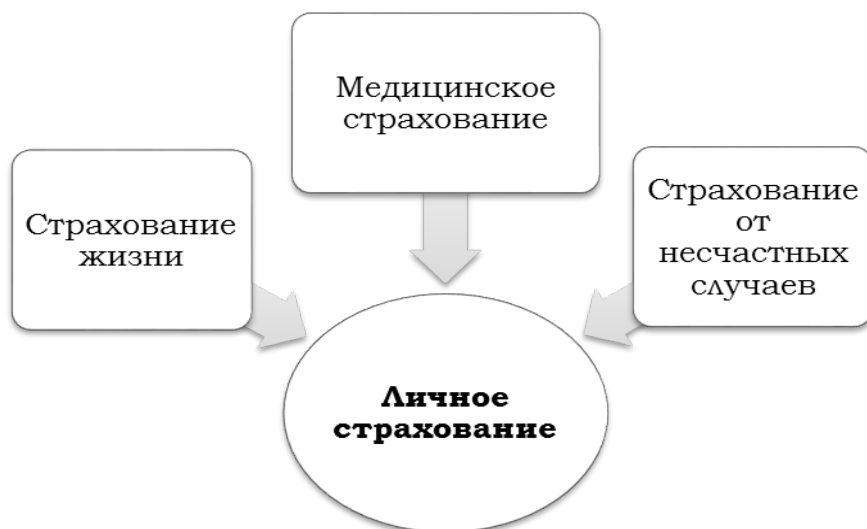 Медицинское
страхование
Страхование
жизни
Страхование
от
несчастных
случаев
Личное
страхование